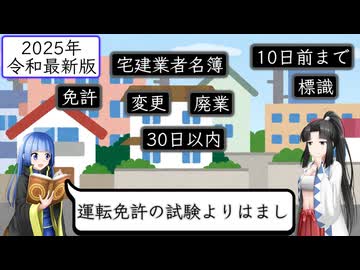 2025年
令和最新版
宅建業者名簿
10日前まで
免許
変更
廃業
標識
30日以内
運転免許の試験よりはまし